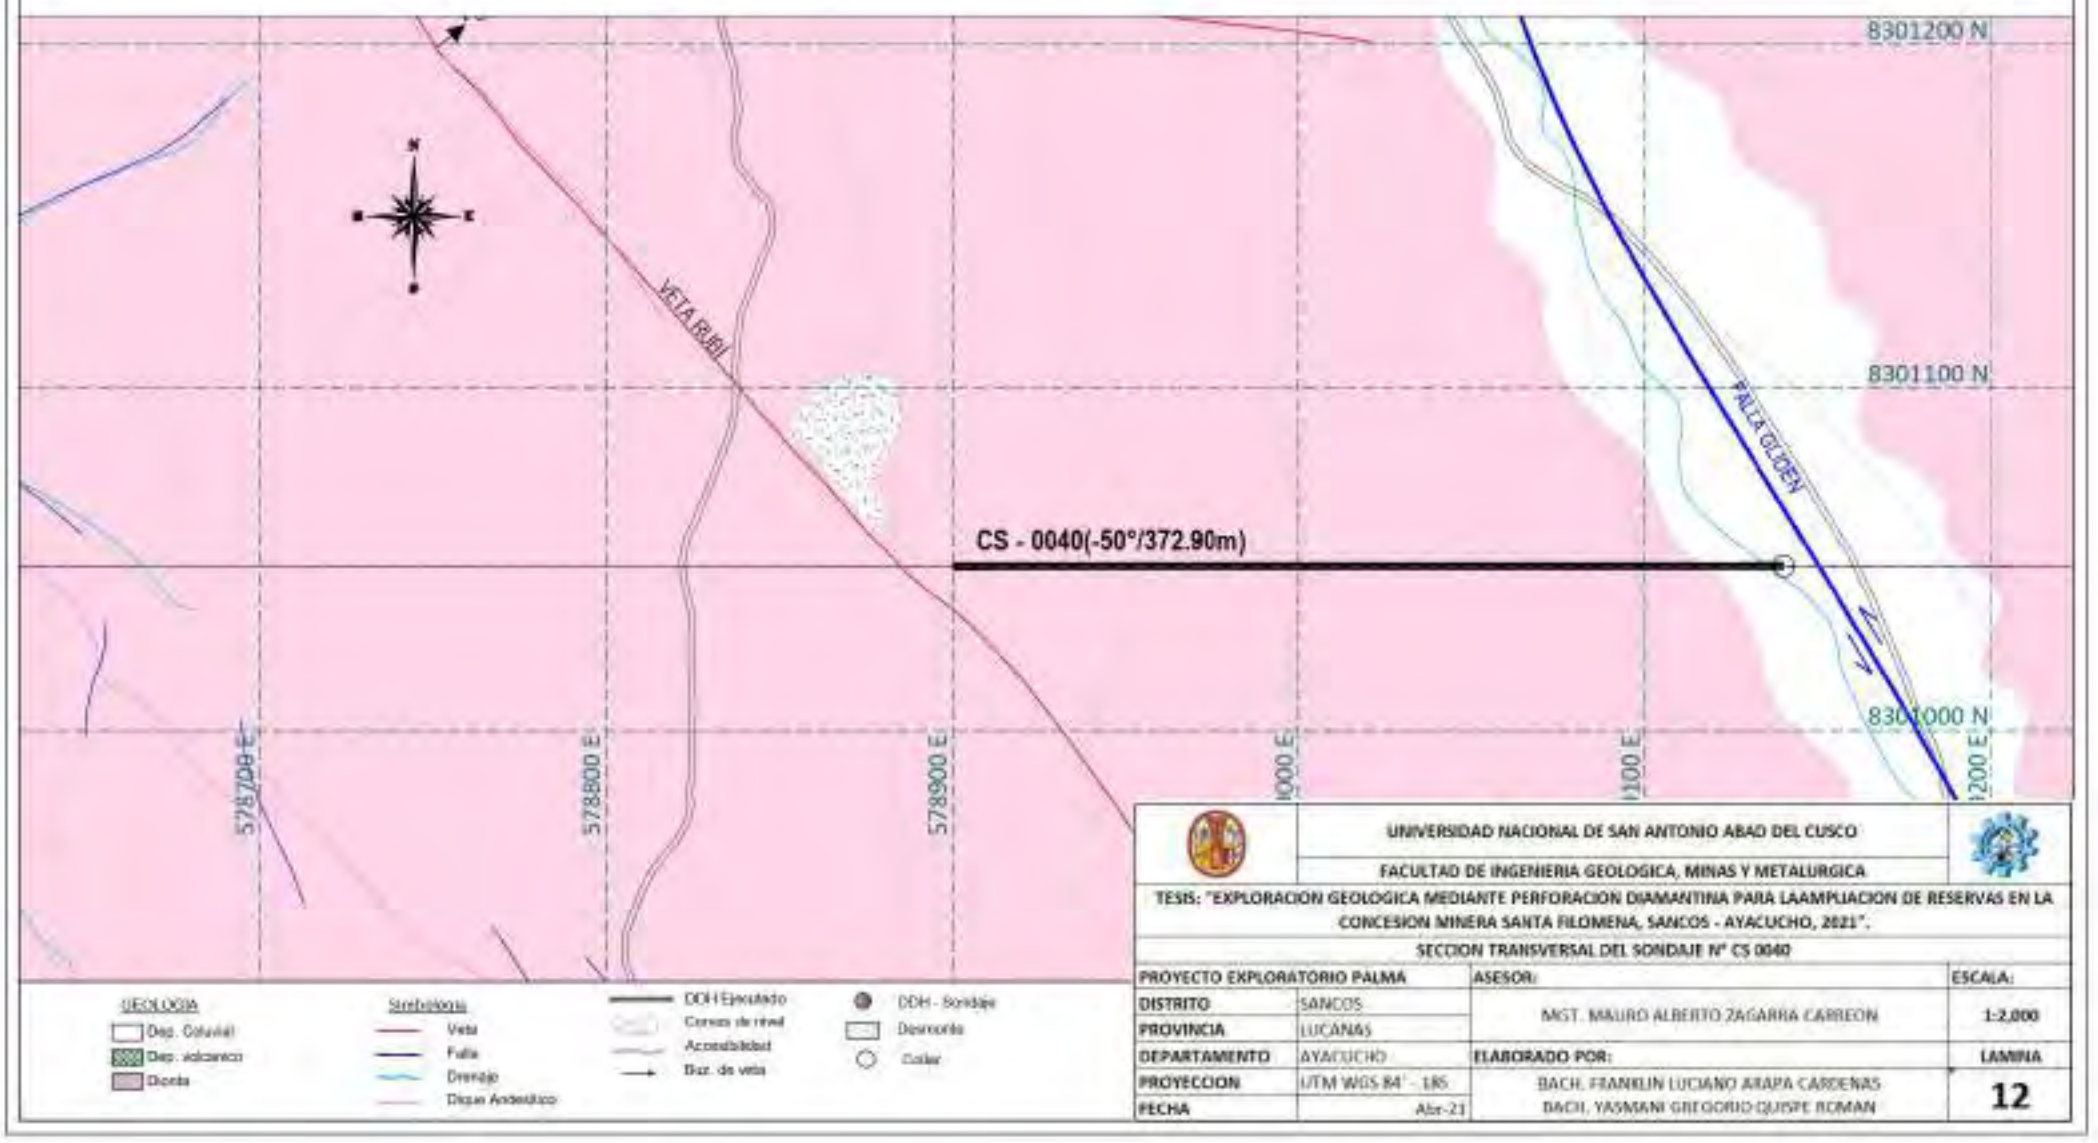 8301200 N
N
VETA RUBÍ
8301100 N
FALLA GLIDEN
CS - 0040(-50°/372.90m)
8301000 N
578700 E
578800 E
578900 E
000 E
100 E
200 E
UNIVERSIDAD NACIONAL DE SAN ANTONIO ABAD DEL CUSCO
FACULTAD DE INGENIERIA GEOLOGICA, MINAS Y METALURGICA
TESIS: "EXPLORACION GEOLOGICA MEDIANTE PERFORACION DIAMANTINA PARA LAAMPLIACION DE RESERVAS EN LA
CONCESION MINERA SANTA FILOMENA, SANCOS - AYACUCHO, 2021".
SECCION TRANSVERSAL DEL SONDAJE N° CS 0040
PROYECTO EXPLORATORIO PALMA
ASESOR:
ESCALA:
DISTRITO SANCOS
MGT. MAURO ALBERTO ZAGARRA CARREON
1:2,000
PROVINCIA LUCANAS
DEPARTAMENTO AYACUCHO
ELABORADO POR:
LAMINA
PROYECCION UTM WGS 84' - 18S
BACH. FRANKLIN LUCIANO ARAPA CARDENAS
12
FECHA Abr-21
BACH. YASMANI GREGORIO QUISPE ROMAN
GEOLOGIA
Dep. Coluvial
Dep. volcanico
Diorita
Simbologia
Veta
Falla
Drenaje
Dique Andesitico
DDH Ejecutado
Curvas de nivel
Accesibilidad
Buz. de veta
DDH - Sondaje
Desmonte
Collar